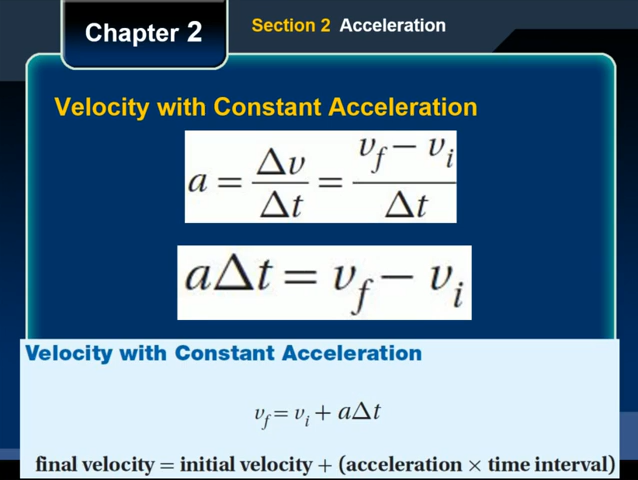 Chapter 2
Section 2 Acceleration
Velocity with Constant Acceleration
a = Δv/Δt = (v_f − v_i)/Δt
aΔt = v_f − v_i
Velocity with Constant Acceleration
v_f = v_i + aΔt
final velocity = initial velocity + (acceleration × time interval)